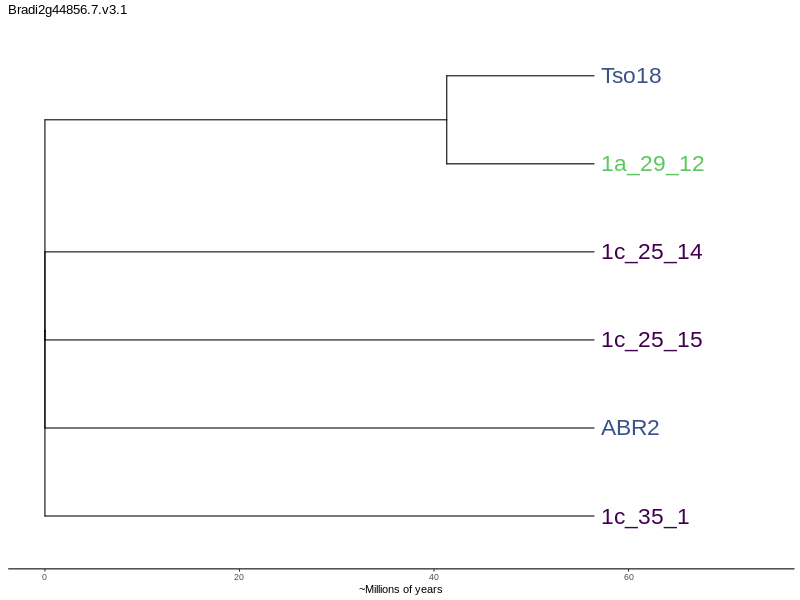 Bradi2g44856.7.v3.1
Tso18
1a_29_12
1c_25_14
1c_25_15
ABR2
1c_35_1
0 20 40 60
~Millions of years